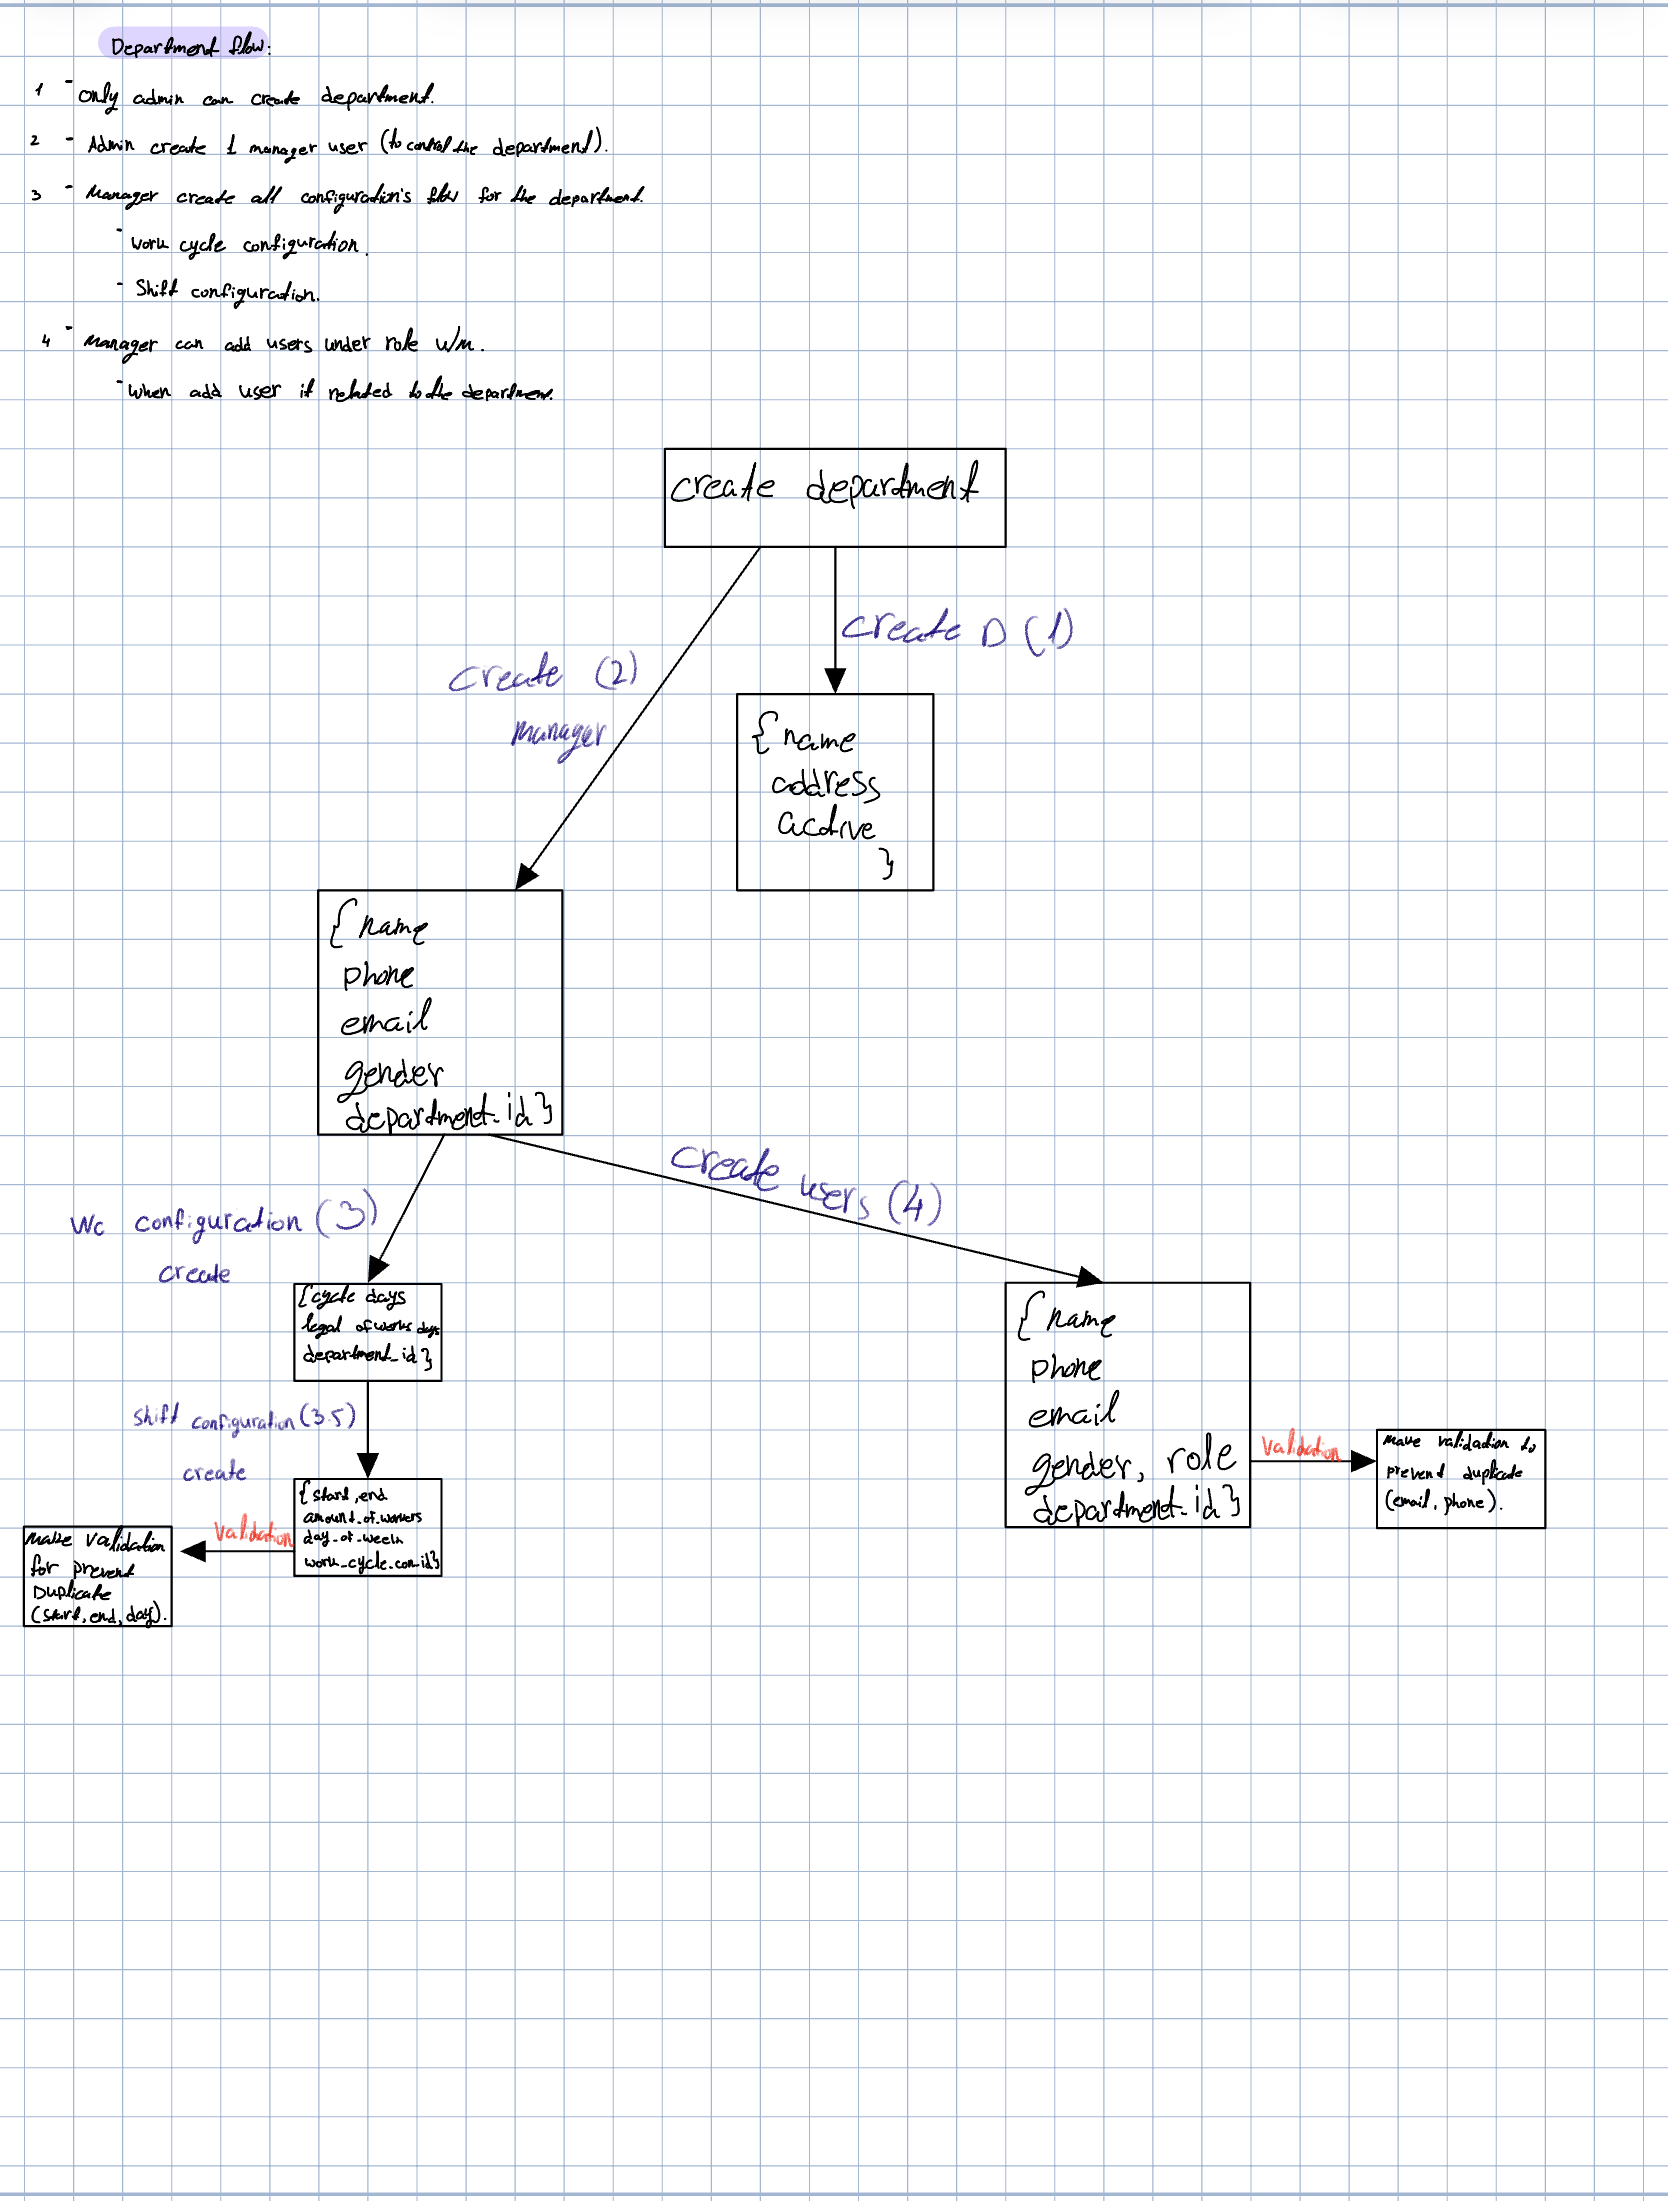 Department flow:
1 - Only admin can create department.
2 - Admin create 1 manager user (to control the department).
3 - Manager create all configuration's flow for the department.
- work cycle configuration.
- Shift configuration.
4 - Manager can add users under role W/M.
- when add user it related to the department.
create department
create D (1)
create (2)
manager
{ name
address
active
}
{ name
phone
email
gender
department_id }
create users (4)
Wc configuration (3)
create
{ cycle days
legal of works days
department_id }
{ name
phone
email
gender, role
department_id }
shift configuration (3.5)
create
validation
make validation to
prevent duplicate
(email, phone).
{ start, end
amount_of_workers
day_of_week
work_cycle_con_id }
validation
make validation
for prevent
Duplicate
(start, end, day).